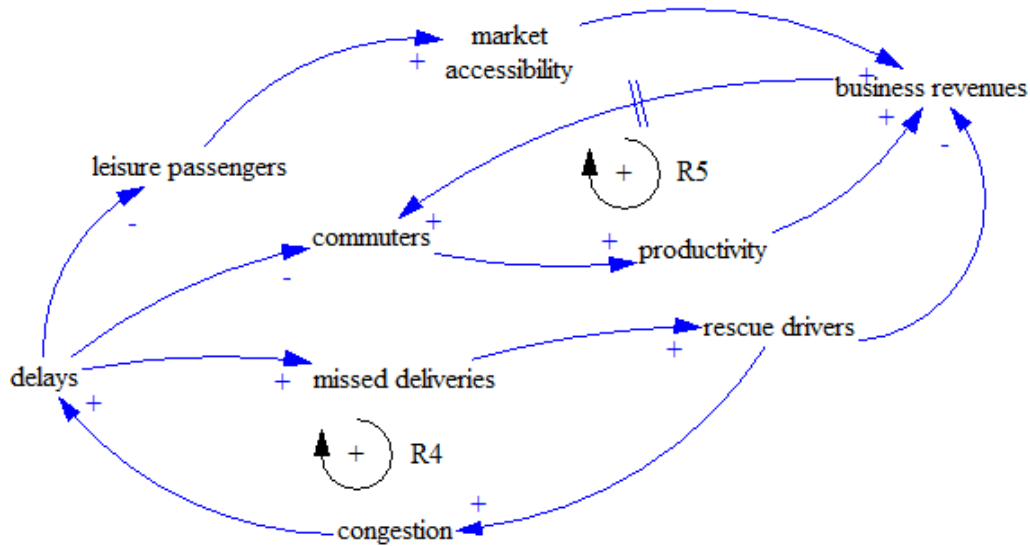 market
accessibility
+
+
business revenues
+
-
leisure passengers
-
+
R5
+
commuters
+
-
productivity
rescue drivers
+
delays
+
missed deliveries
+
+
R4
+
congestion